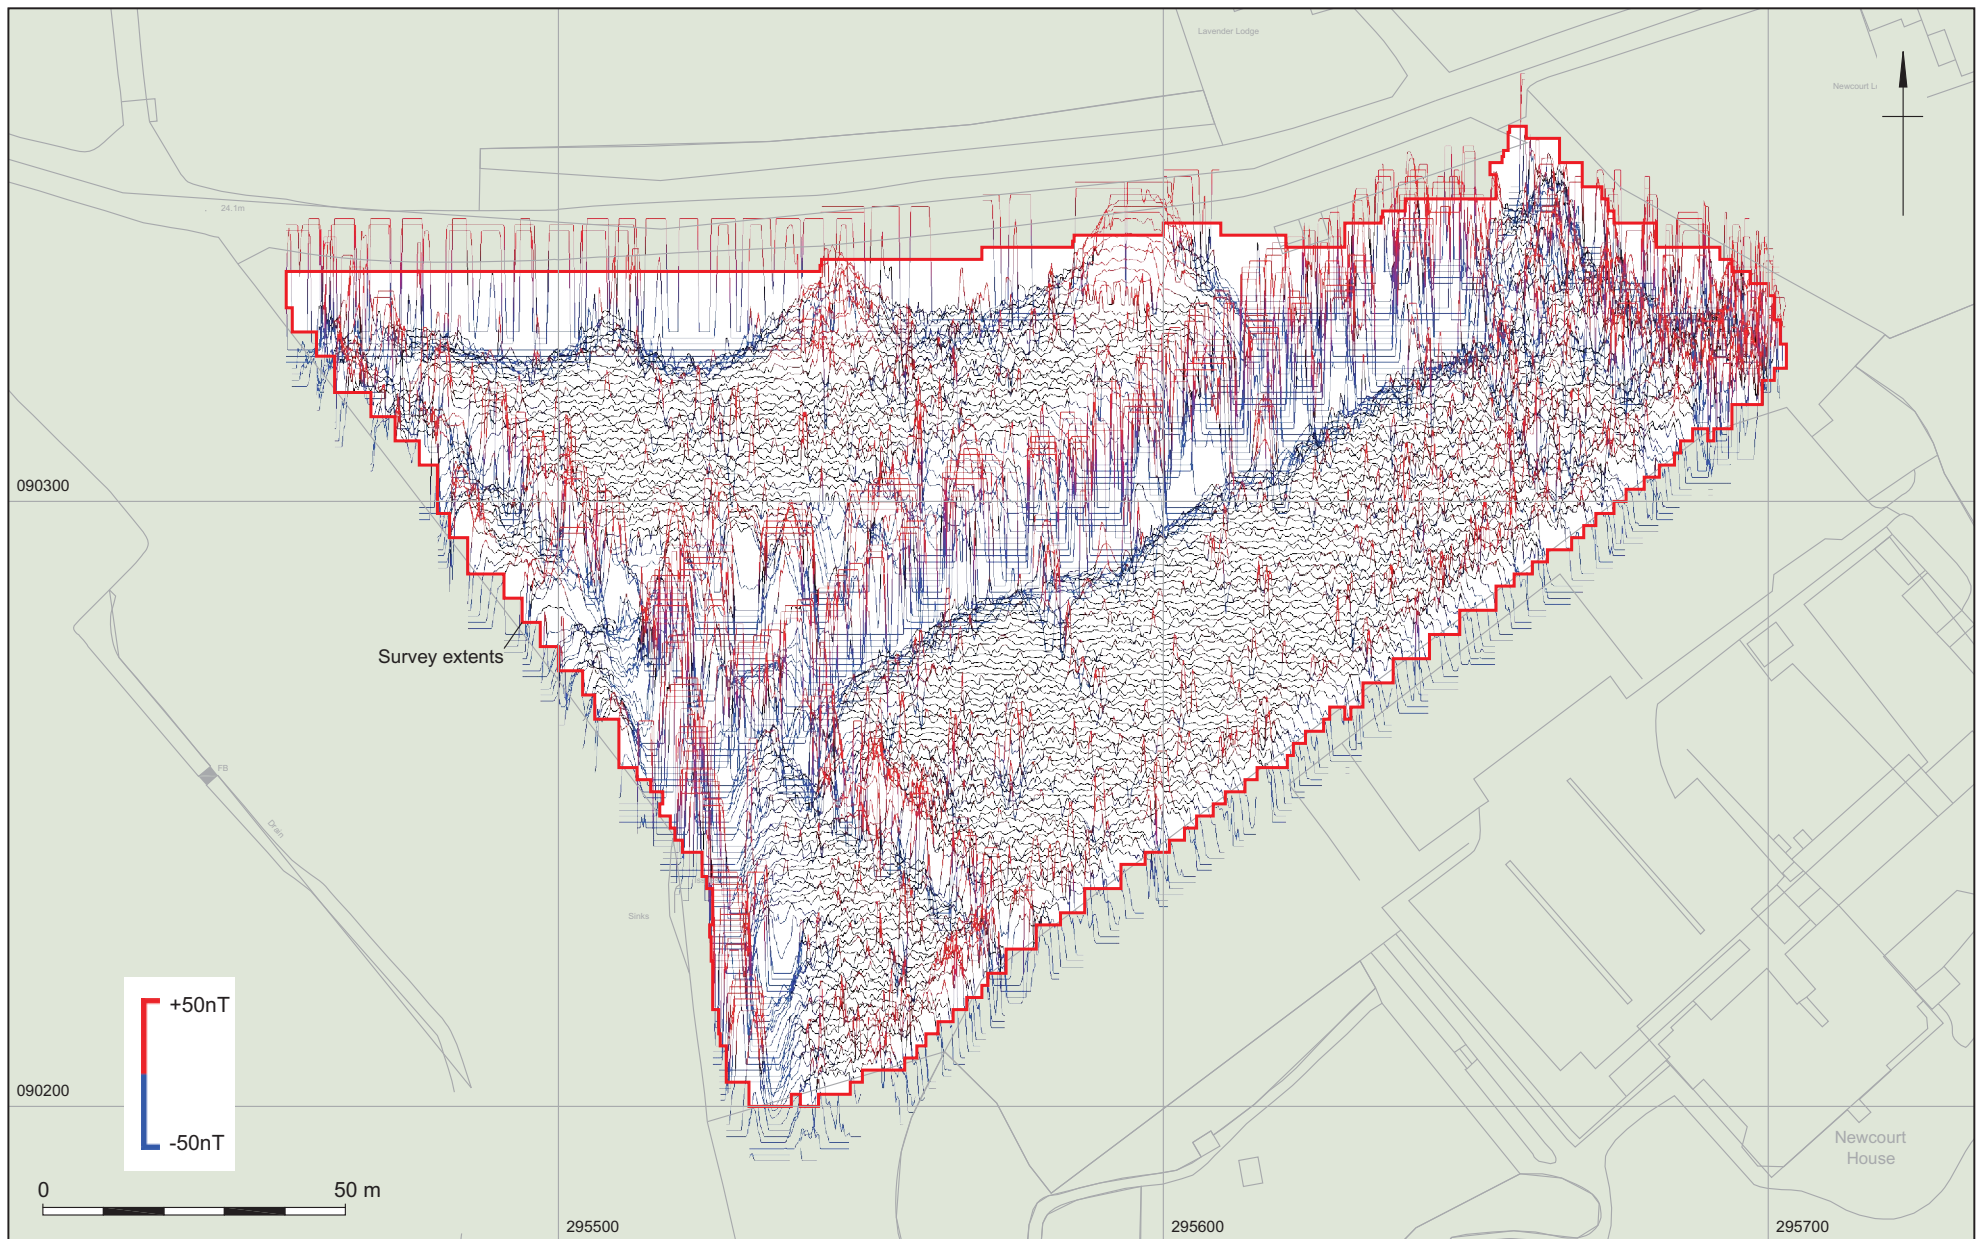 Lavender Lodge
Newcourt L
24.1m
090300
Survey extents
FB
Drain
Sinks
+50nT
-50nT
090200
Newcourt
House
0 50 m
295500 295600 295700